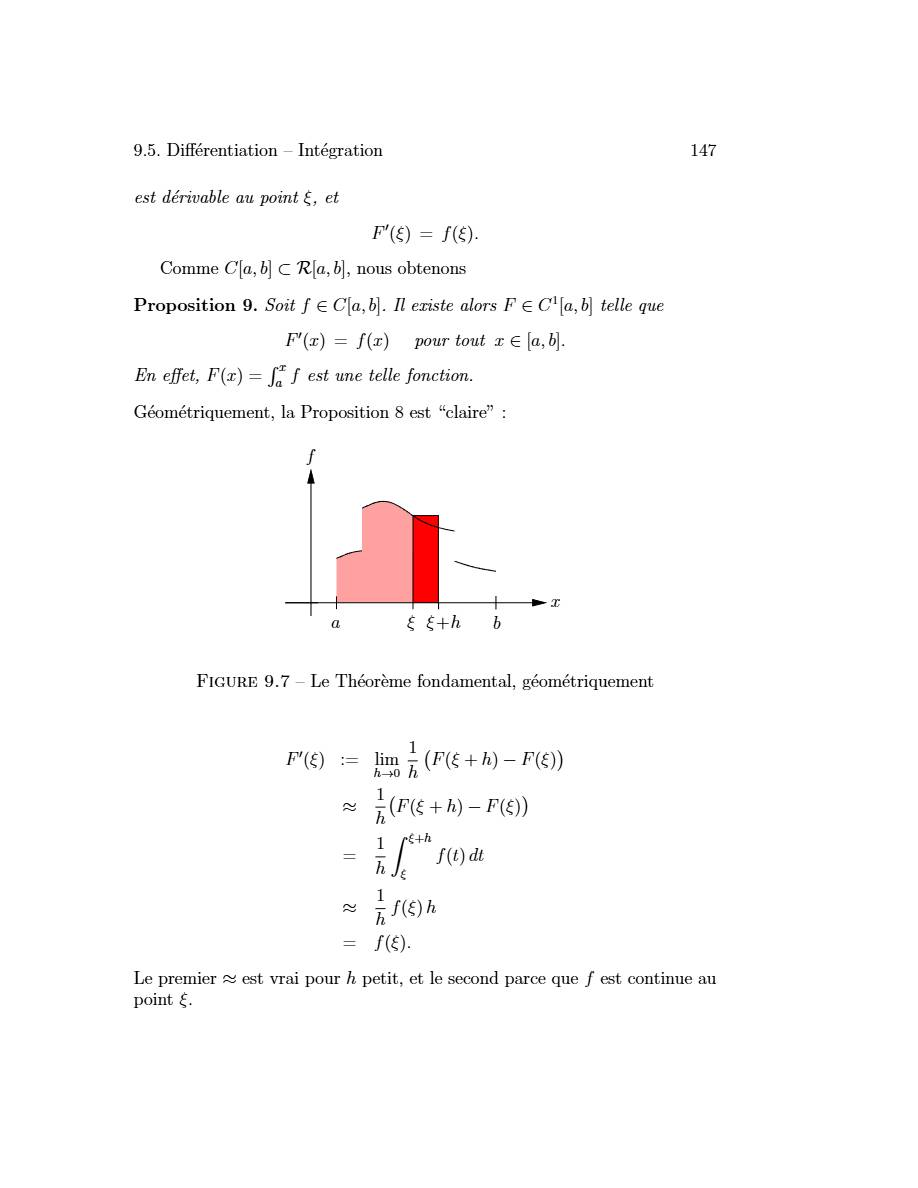 9.5. Différentiation – Intégration 147
est dérivable au point ξ, et
F′(ξ) = f(ξ).
Comme C[a, b] ⊂ ℛ[a, b], nous obtenons
Proposition 9. Soit f ∈ C[a, b]. Il existe alors F ∈ C¹[a, b] telle que
F′(x) = f(x) pour tout x ∈ [a, b].
En effet, F(x) = ∫ₐˣ f est une telle fonction.
Géométriquement, la Proposition 8 est “claire” :
f
x
a ξ ξ+h b
Figure 9.7 – Le Théorème fondamental, géométriquement
F′(ξ) := lim_{h→0} 1/h (F(ξ + h) − F(ξ))
≈ 1/h (F(ξ + h) − F(ξ))
= 1/h ∫_ξ^{ξ+h} f(t) dt
≈ 1/h f(ξ) h
= f(ξ).
Le premier ≈ est vrai pour h petit, et le second parce que f est continue au
point ξ.